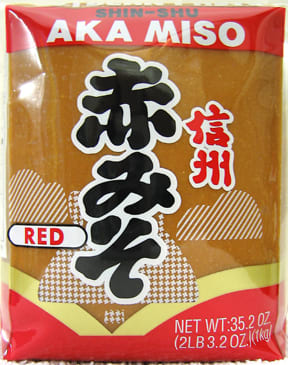 SHIN-SHU
AKA MISO
赤みそ
信州
RED
NET WT:35.2 OZ.
(2LB 3.2 OZ.)(1kg)